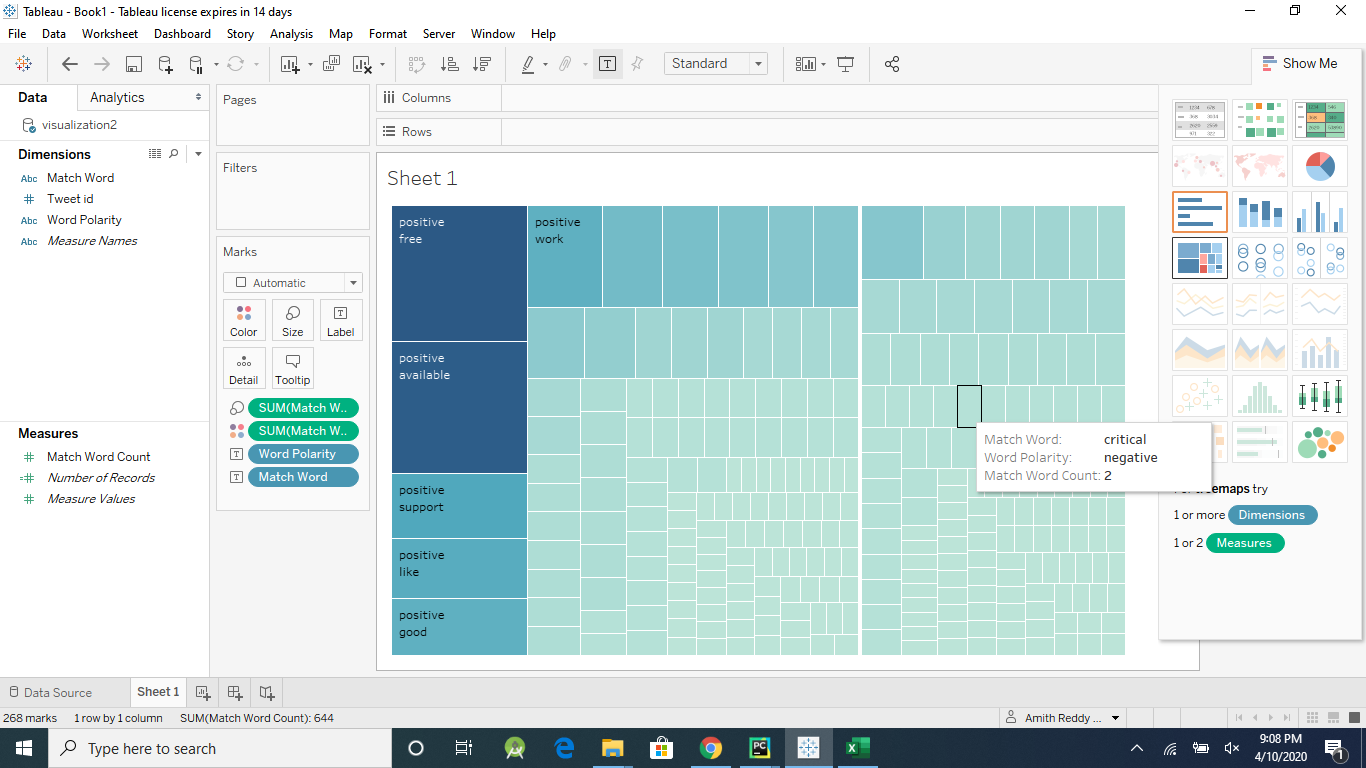 Tableau - Book1 - Tableau license expires in 14 days
File Data Worksheet Dashboard Story Analysis Map Format Server Window Help
Standard
Show Me
Data Analytics
visualization2
Dimensions
Abc Match Word
Tweet id
Abc Word Polarity
Abc Measure Names
Measures
Match Word Count
Number of Records
Measure Values
Pages
Filters
Marks
Automatic
Color Size Label
Detail Tooltip
SUM(Match W..
SUM(Match W..
Word Polarity
Match Word
Columns
Rows
Sheet 1
positive
free
positive
work
positive
available
positive
support
positive
like
positive
good
Match Word: critical
Word Polarity: negative
Match Word Count: 2
treemaps try
1 or more Dimensions
1 or 2 Measures
Data Source Sheet 1
268 marks 1 row by 1 column SUM(Match Word Count): 644
Amith Reddy ...
Type here to search
9:08 PM
4/10/2020
1